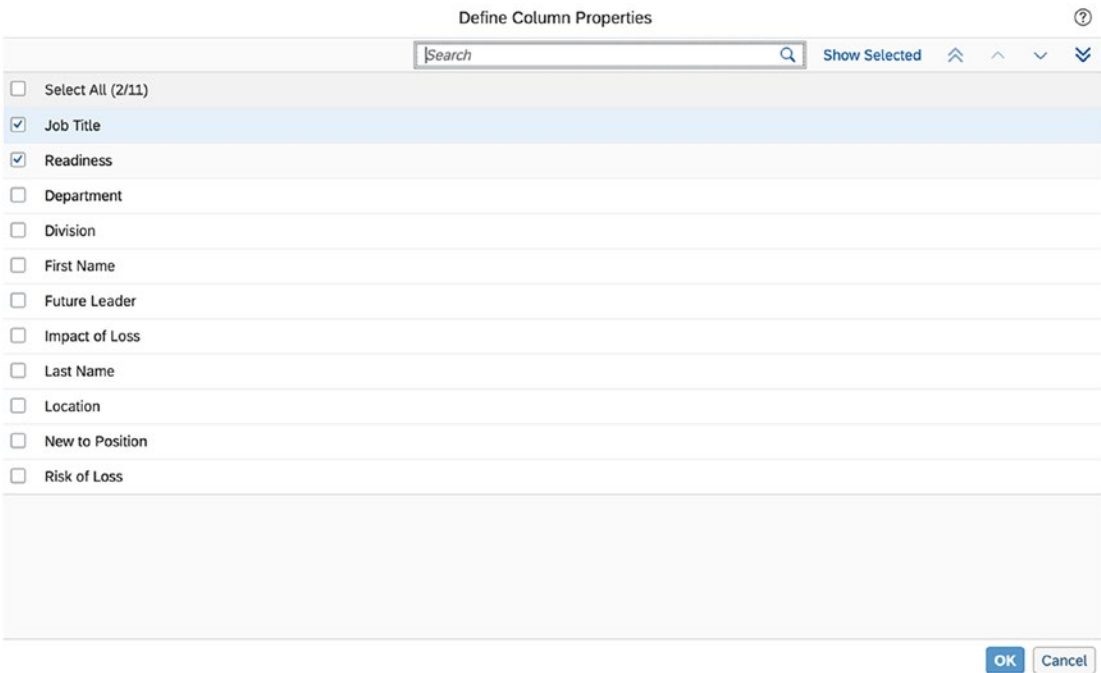 Define Column Properties
Search Show Selected
Select All (2/11)
Job Title
Readiness
Department
Division
First Name
Future Leader
Impact of Loss
Last Name
Location
New to Position
Risk of Loss
OK Cancel